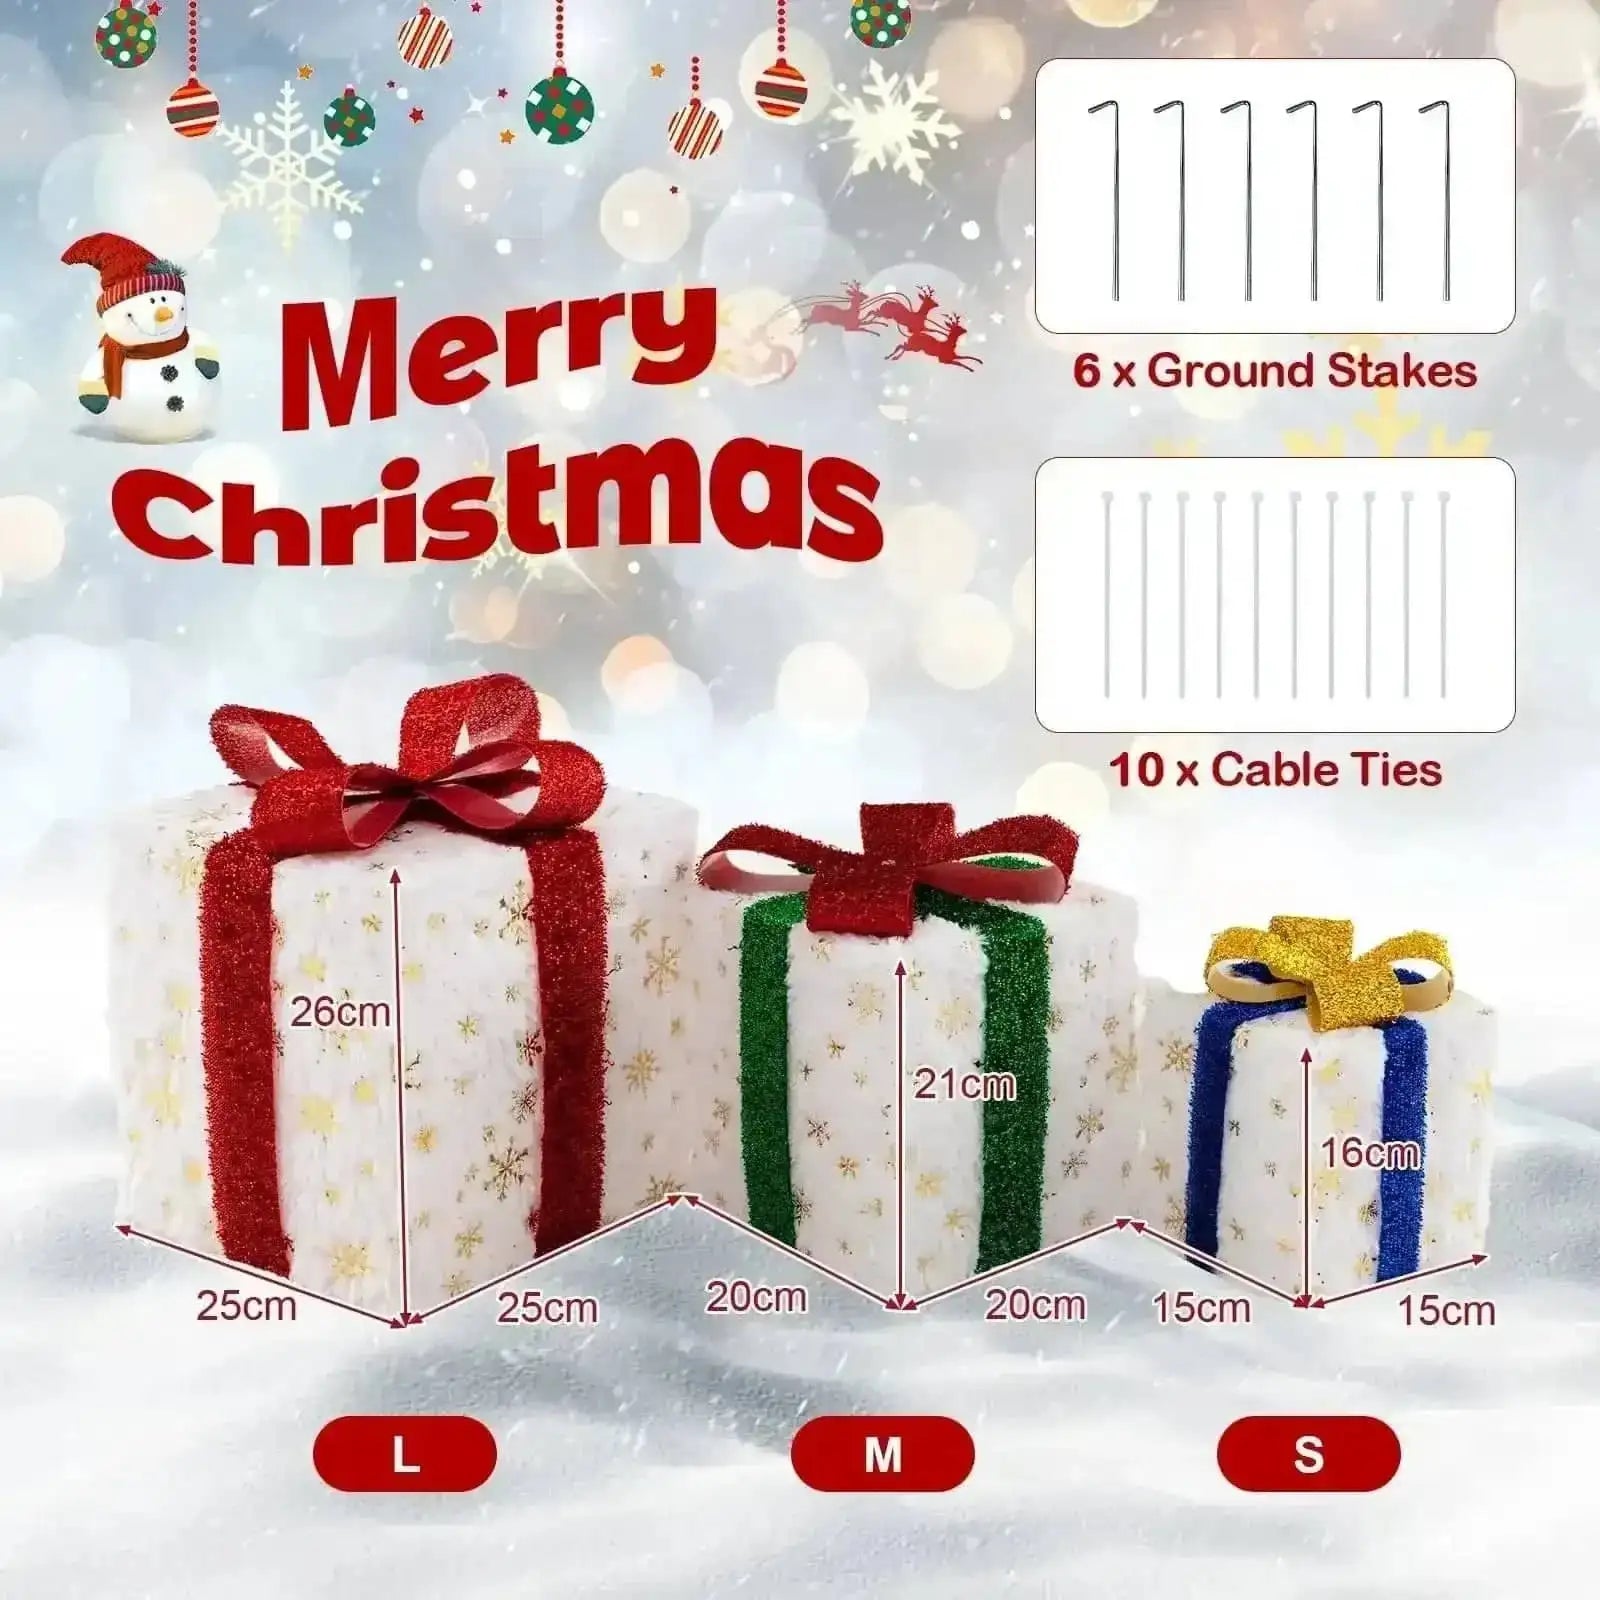 Merry
Christmas
6 x Ground Stakes
10 x Cable Ties
26cm
25cm
25cm
21cm
20cm
20cm
16cm
15cm
15cm
L
M
S